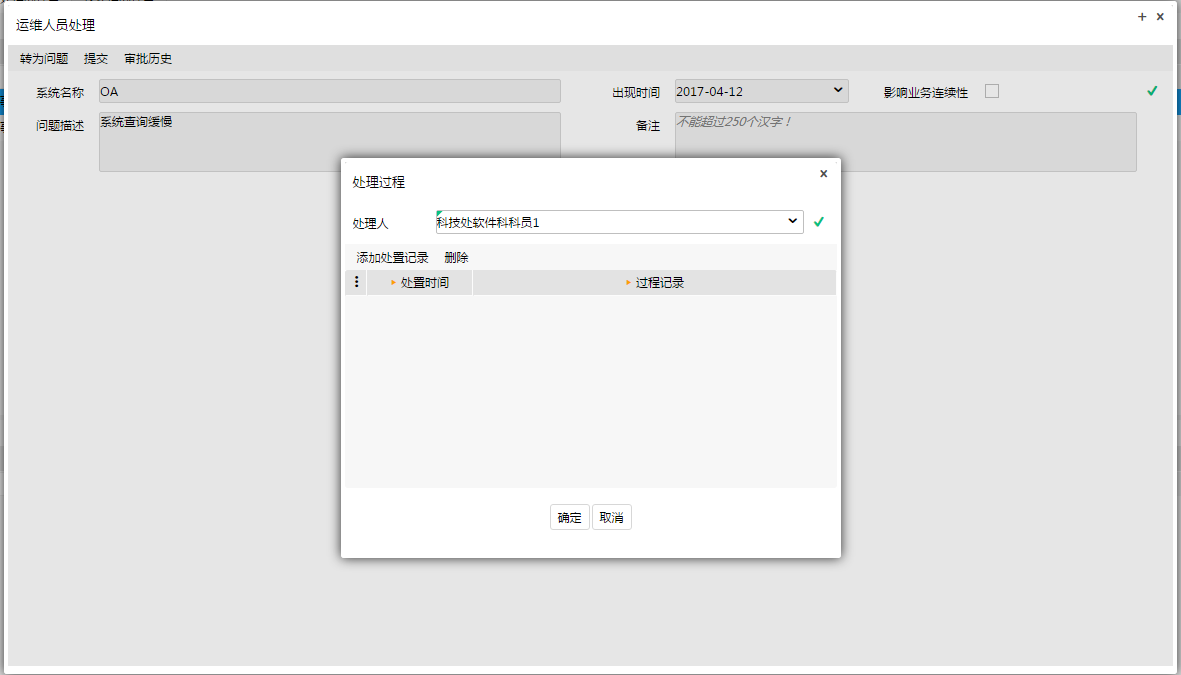 运维人员处理
转为问题 提交 审批历史
系统名称 OA 出现时间 2017-04-12 影响业务连续性
问题描述 系统查询缓慢 备注 不能超过250个汉字！
处理过程
处理人 科技处软件科科员1
添加处置记录 删除
处置时间 过程记录
确定 取消